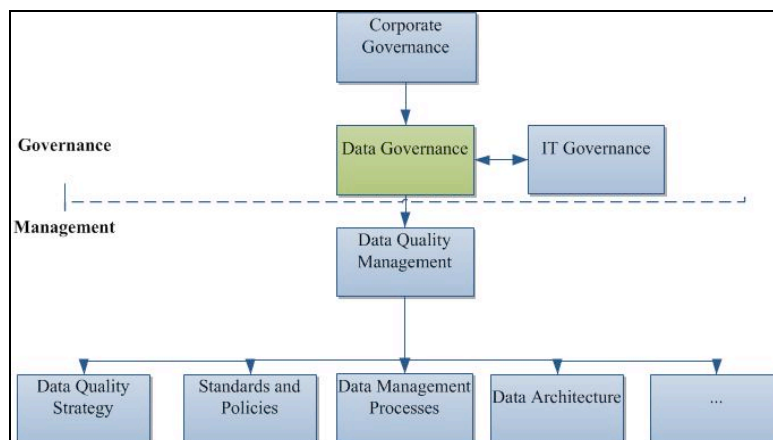 Corporate
Governance
Governance
Data Governance
IT Governance
Management
Data Quality
Management
Data Quality
Strategy
Standards and
Policies
Data Management
Processes
Data Architecture
...